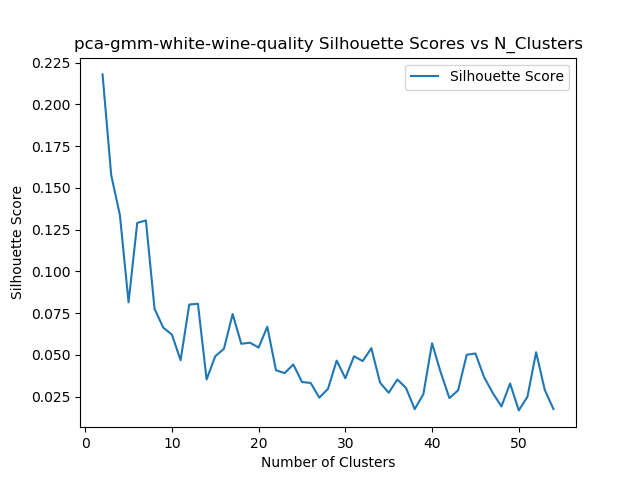 pca-gmm-white-wine-quality Silhouette Scores vs N_Clusters
Silhouette Score
0.225
0.200
0.175
0.150
0.125
0.100
0.075
0.050
0.025
Silhouette Score
0 10 20 30 40 50
Number of Clusters